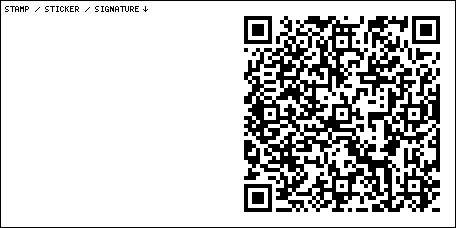 STAMP / STICKER / SIGNATURE ↓